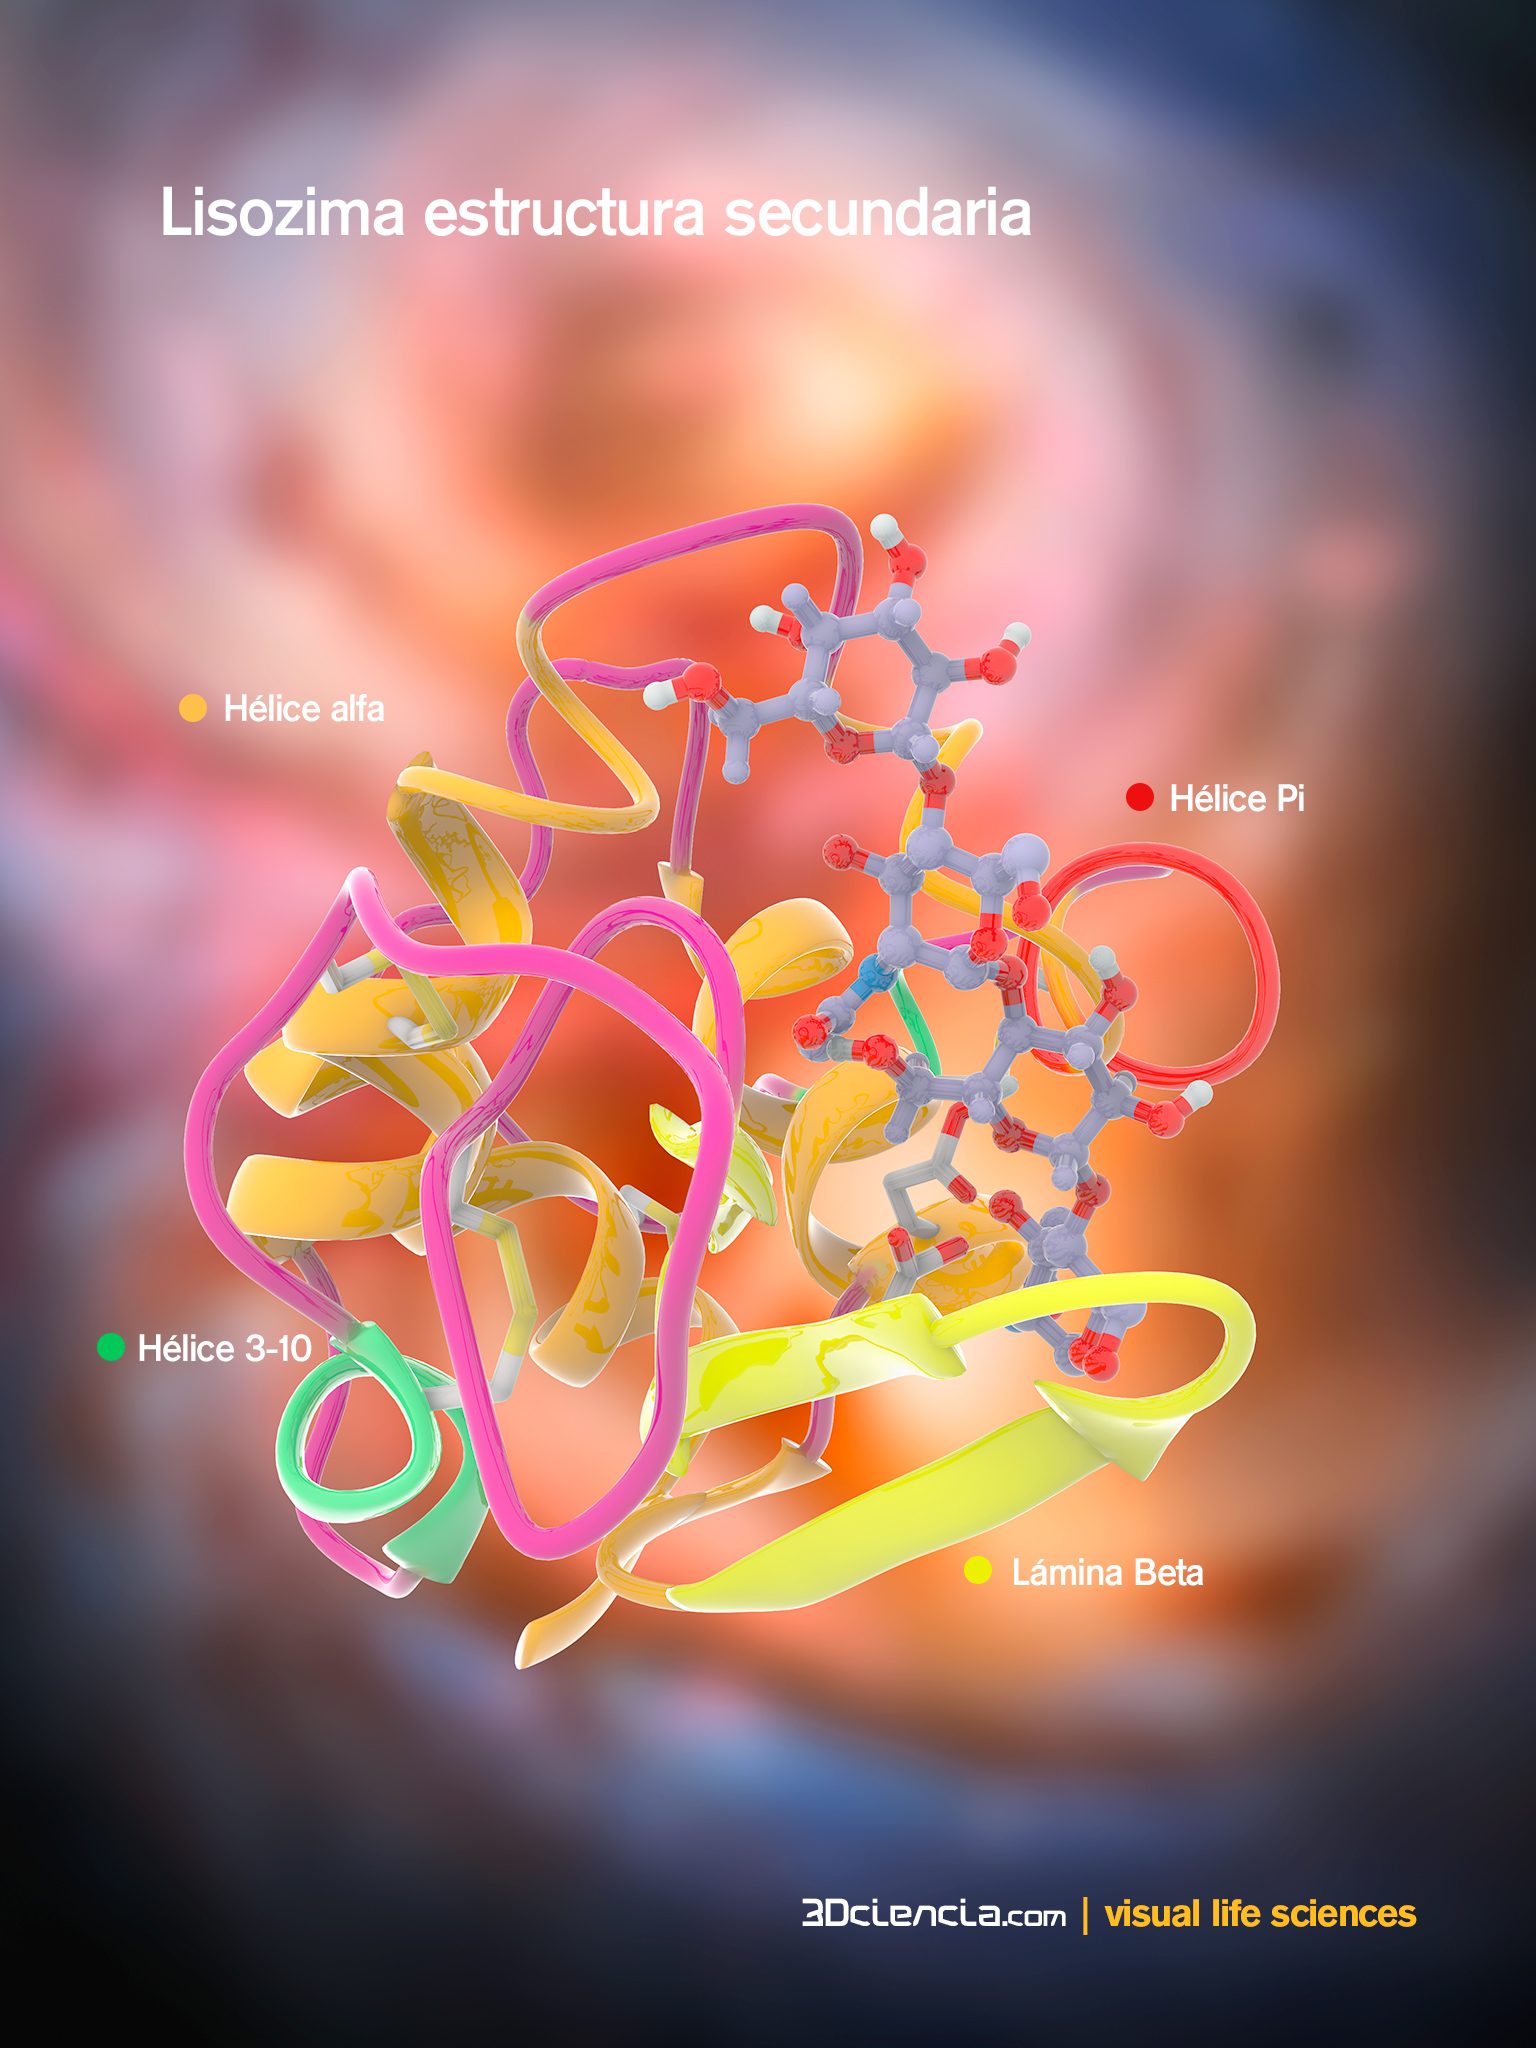 Lisozima estructura secundaria
Hélice alfa
Hélice Pi
Hélice 3-10
Lámina Beta
3Dciencia.com | visual life sciences